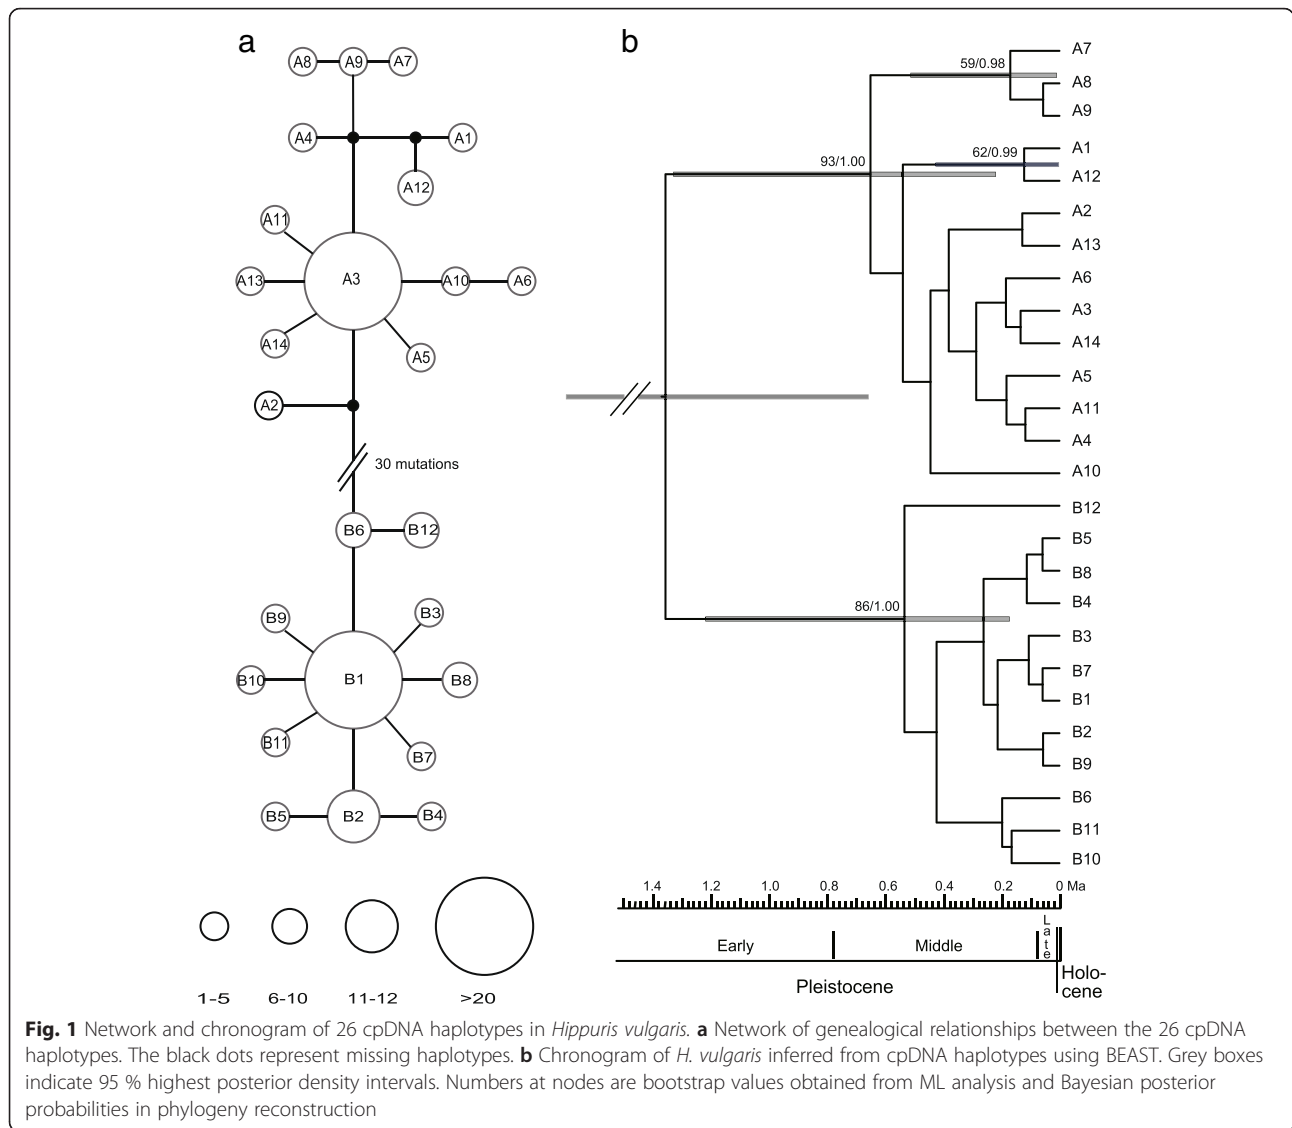 a
A8 A9 A7
A4 A1
A12
A11
A3
A13 A10 A6
A14 A5
A2
30 mutations
B6 B12
B9 B3
B10 B1 B8
B11 B7
B5 B2 B4
1-5 6-10 11-12 >20
b
59/0.98
A7
A8
A9
62/0.99
A1
A12
93/1.00
A2
A13
A6
A3
A14
A5
A11
A4
A10
B12
B5
B8
B4
86/1.00
B3
B7
B1
B2
B9
B6
B11
B10
1.4 1.2 1.0 0.8 0.6 0.4 0.2 0 Ma
Early Middle Late
Pleistocene
Holo-
cene
Fig. 1 Network and chronogram of 26 cpDNA haplotypes in Hippuris vulgaris. a Network of genealogical relationships between the 26 cpDNA
haplotypes. The black dots represent missing haplotypes. b Chronogram of H. vulgaris inferred from cpDNA haplotypes using BEAST. Grey boxes
indicate 95 % highest posterior density intervals. Numbers at nodes are bootstrap values obtained from ML analysis and Bayesian posterior
probabilities in phylogeny reconstruction